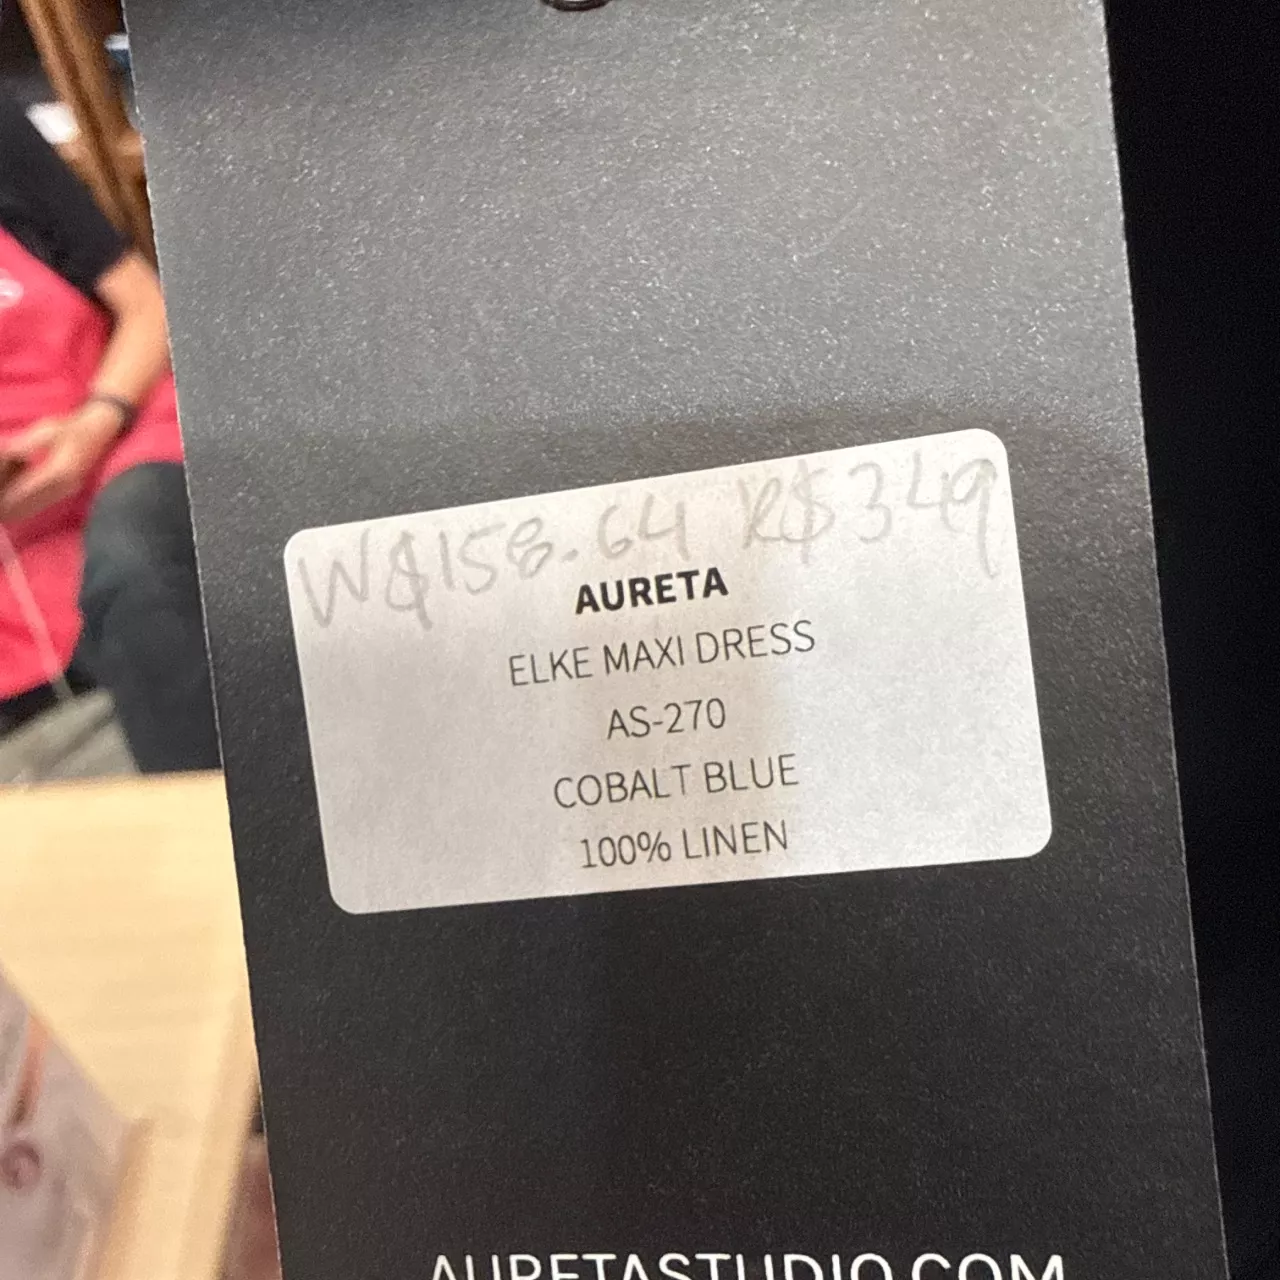 W$158.64 R$349
AURETA
ELKE MAXI DRESS
AS-270
COBALT BLUE
100% LINEN
AURETASTUDIO.COM